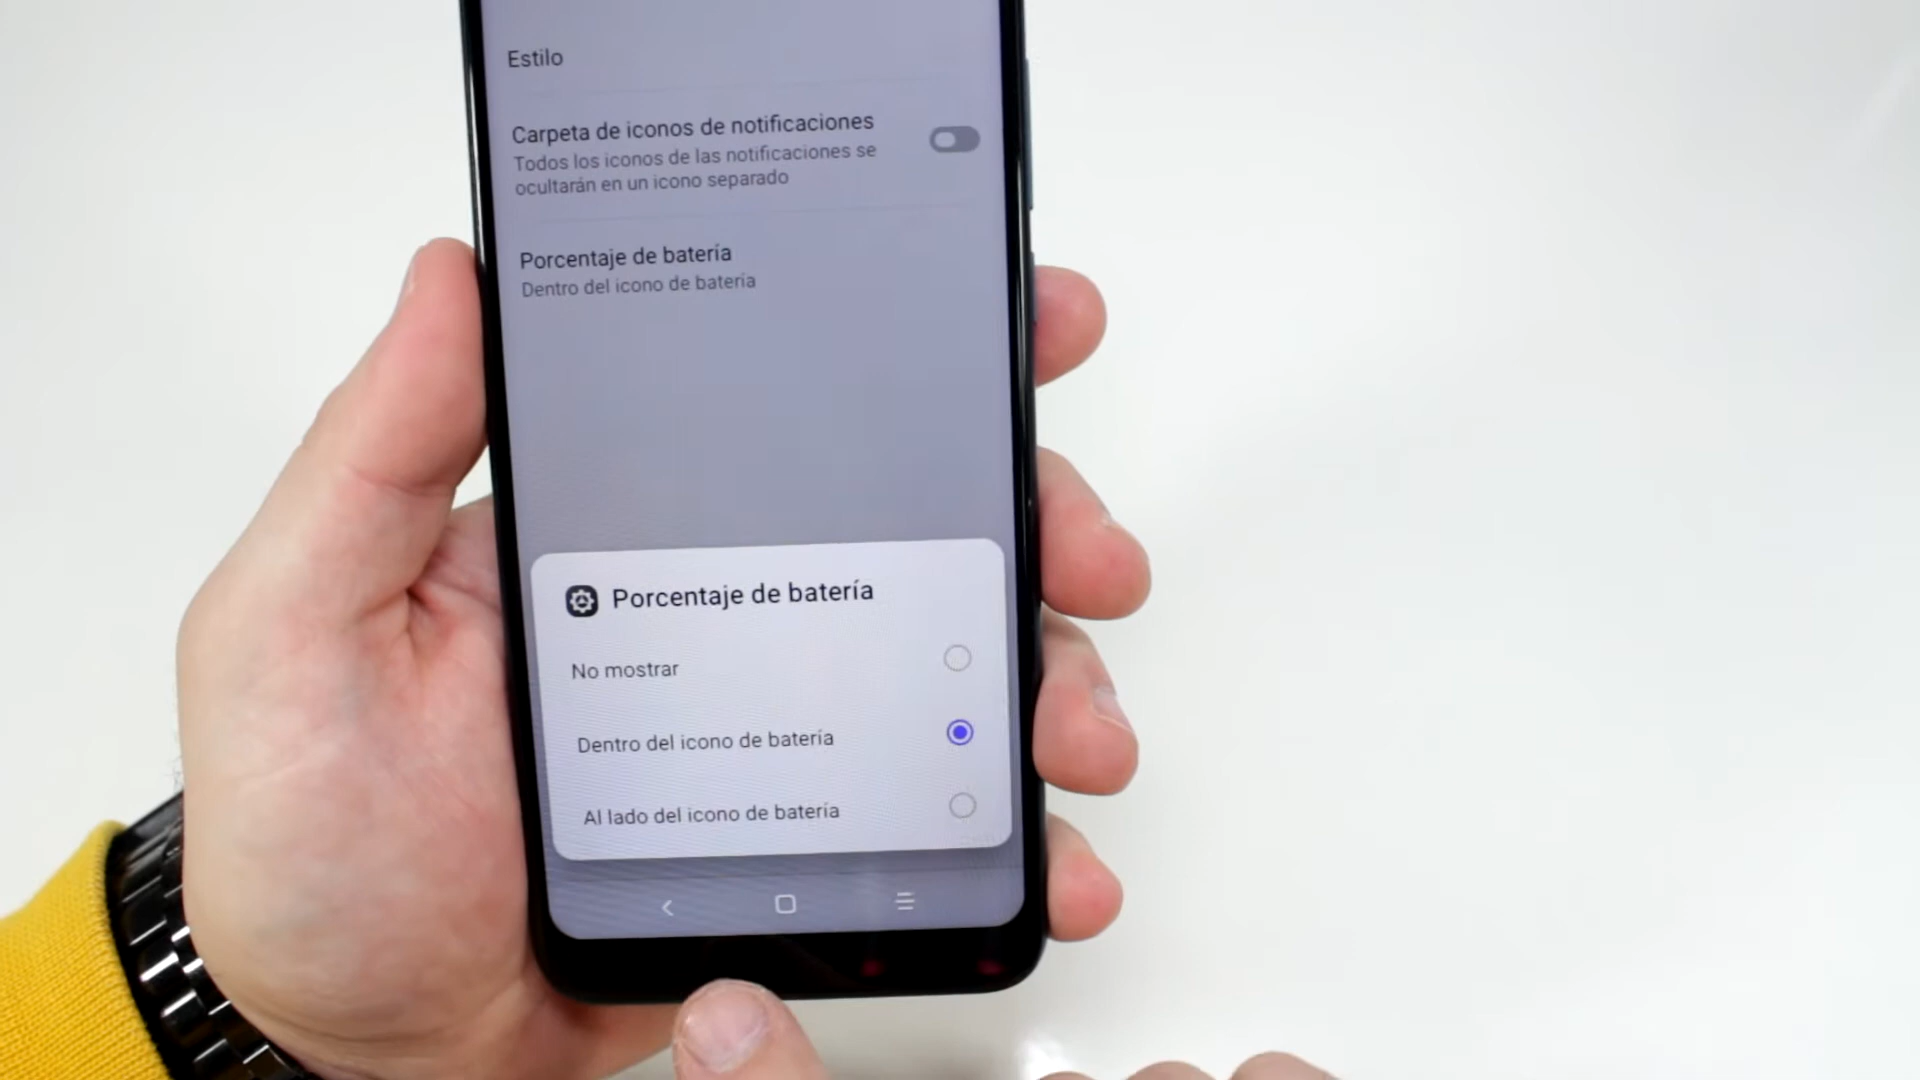 Estilo
Carpeta de iconos de notificaciones
Todos los iconos de las notificaciones se
ocultarán en un icono separado
Porcentaje de batería
Dentro del icono de batería
Porcentaje de batería
No mostrar
Dentro del icono de batería
Al lado del icono de batería